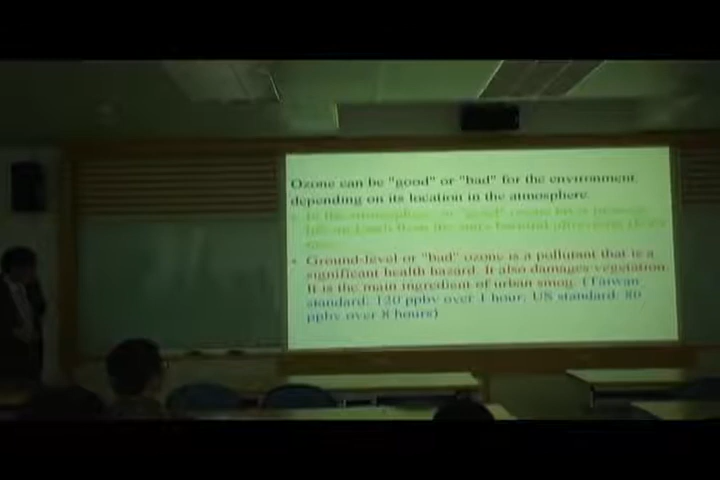 Ozone can be "good" or "bad" for the environment
depending on its location in the atmosphere.
• Ground-level or "bad" ozone is a pollutant that is a
significant health hazard. It also damages vegetation.
It is the main ingredient of urban smog. (Taiwan
standard: 120 ppbv over 1 hour; US standard: 80
ppbv over 8 hours)